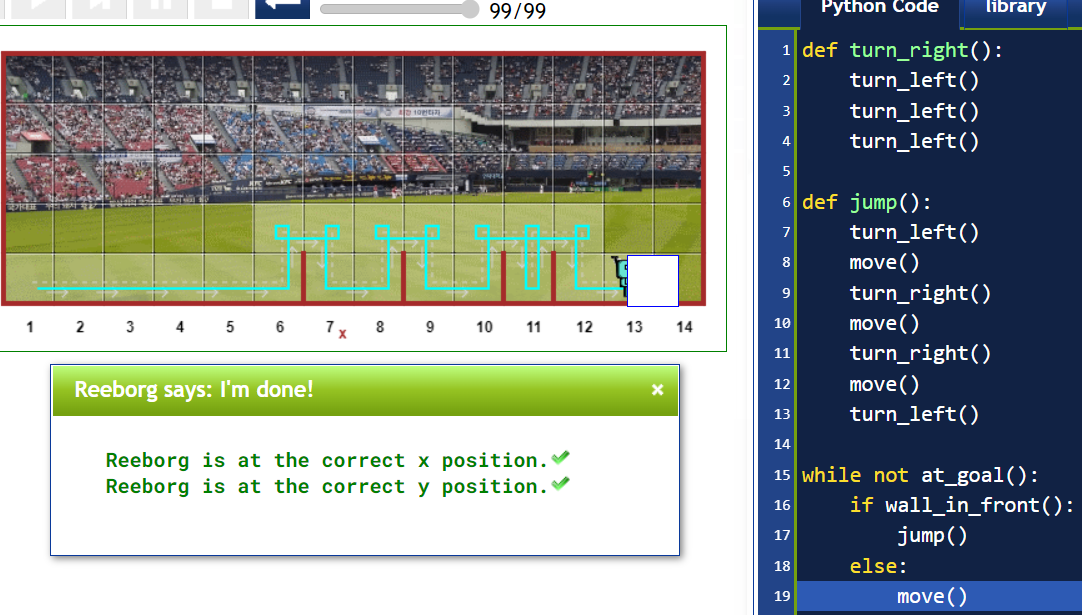 99/99
Python Code
library
1 2 3 4 5 6 7 x 8 9 10 11 12 13 14
Reeborg says: I'm done!
×
Reeborg is at the correct x position.
Reeborg is at the correct y position.
1 def turn_right():
2     turn_left()
3     turn_left()
4     turn_left()
5
6 def jump():
7     turn_left()
8     move()
9     turn_right()
10     move()
11     turn_right()
12     move()
13     turn_left()
14
15 while not at_goal():
16     if wall_in_front():
17         jump()
18     else:
19         move()